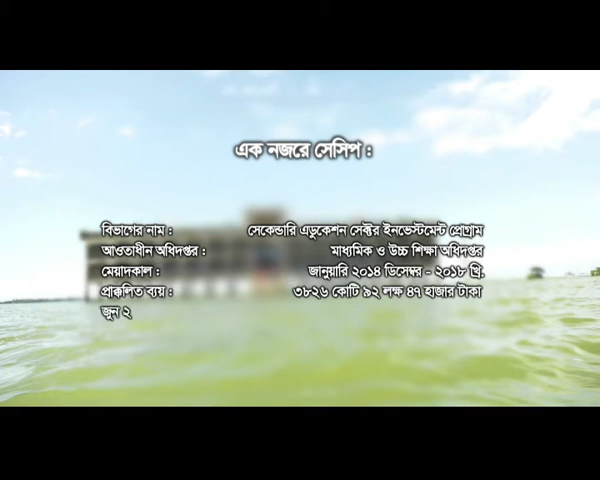 এক নজরে সেসিপ :
বিভাগের নাম : সেকেন্ডারি এডুকেশন সেক্টর ইনভেস্টমেন্ট প্রোগ্রাম
আওতাধীন অধিদপ্তর : মাধ্যমিক ও উচ্চ শিক্ষা অধিদপ্তর
মেয়াদকাল : জানুয়ারি ২০১৪ ডিসেম্বর - ২০১৮ খ্রি.
প্রাক্কলিত ব্যয় : ৩৮২৬ কোটি ৯২ লক্ষ ৪৭ হাজার টাকা
জুন ২